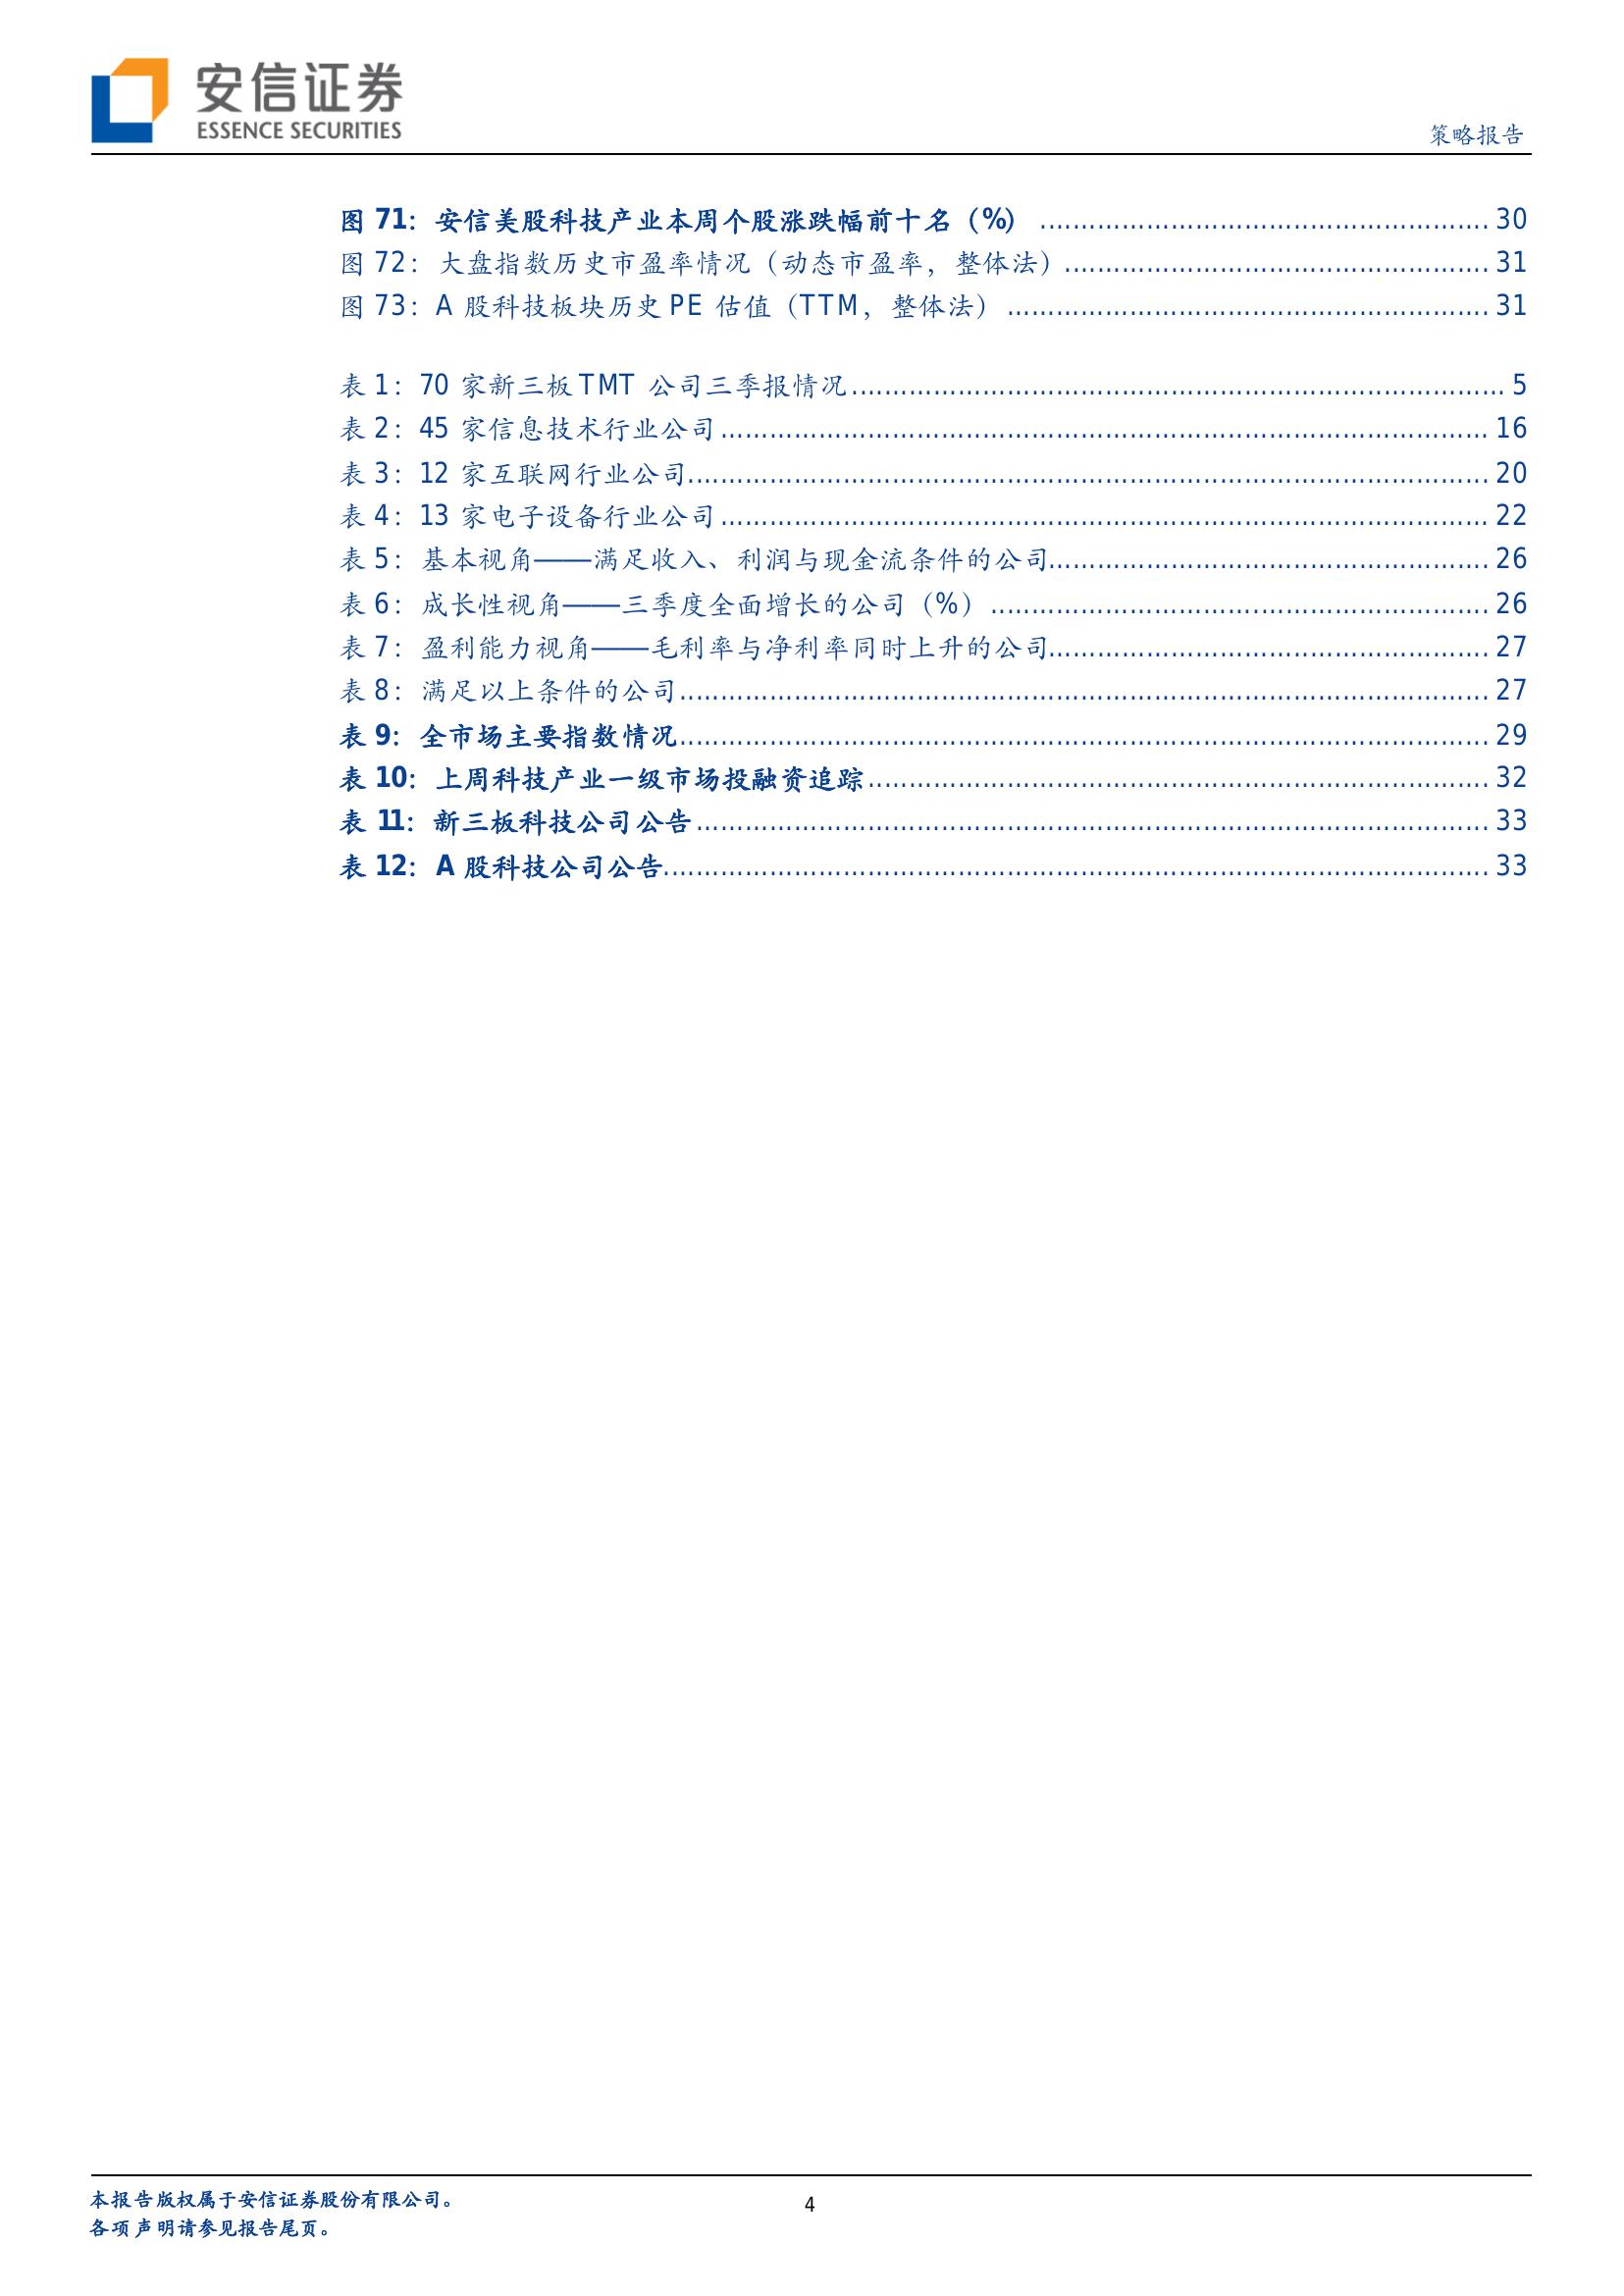 安信证券
ESSENCE SECURITIES
策略报告
图 71：安信美股科技产业本周个股涨跌幅前十名（%） ........................................ 30
图 72：大盘指数历史市盈率情况（动态市盈率，整体法） ........................................ 31
图 73：A 股科技板块历史 PE 估值（TTM，整体法） ........................................ 31
表 1：70 家新三板 TMT 公司三季报情况 ........................................ 5
表 2：45 家信息技术行业公司 ........................................ 16
表 3：12 家互联网行业公司 ........................................ 20
表 4：13 家电子设备行业公司 ........................................ 22
表 5：基本视角——满足收入、利润与现金流条件的公司 ........................................ 26
表 6：成长性视角——三季度全面增长的公司（%） ........................................ 26
表 7：盈利能力视角——毛利率与净利率同时上升的公司 ........................................ 27
表 8：满足以上条件的公司 ........................................ 27
表 9：全市场主要指数情况 ........................................ 29
表 10：上周科技产业一级市场投融资追踪 ........................................ 32
表 11：新三板科技公司公告 ........................................ 33
表 12：A 股科技公司公告 ........................................ 33
本报告版权属于安信证券股份有限公司。
各项声明请参见报告尾页。
4